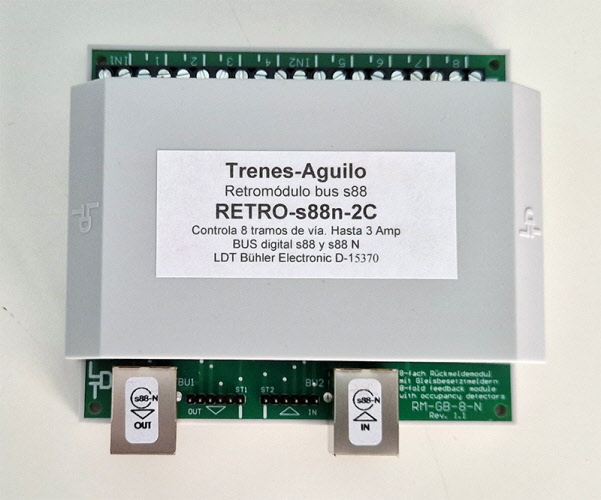 IN1 1 2 3 4 IN2 5 6 7 8
Trenes-Aguilo
Retromódulo bus s88
RETRO-s88n-2C
Controla 8 tramos de vía. Hasta 3 Amp
BUS digital s88 y s88 N
LDT Bühler Electronic D-15370
LDT
BU1
ST1
ST2
BU2
OUT
IN
s88-N
OUT
s88-N
IN
8-fach Rückmeldemodul
mit Gleisbesetztmeldern
8-fold feedback module
with occupancy detectors
RM-GB-8-N
Rev. 1.1